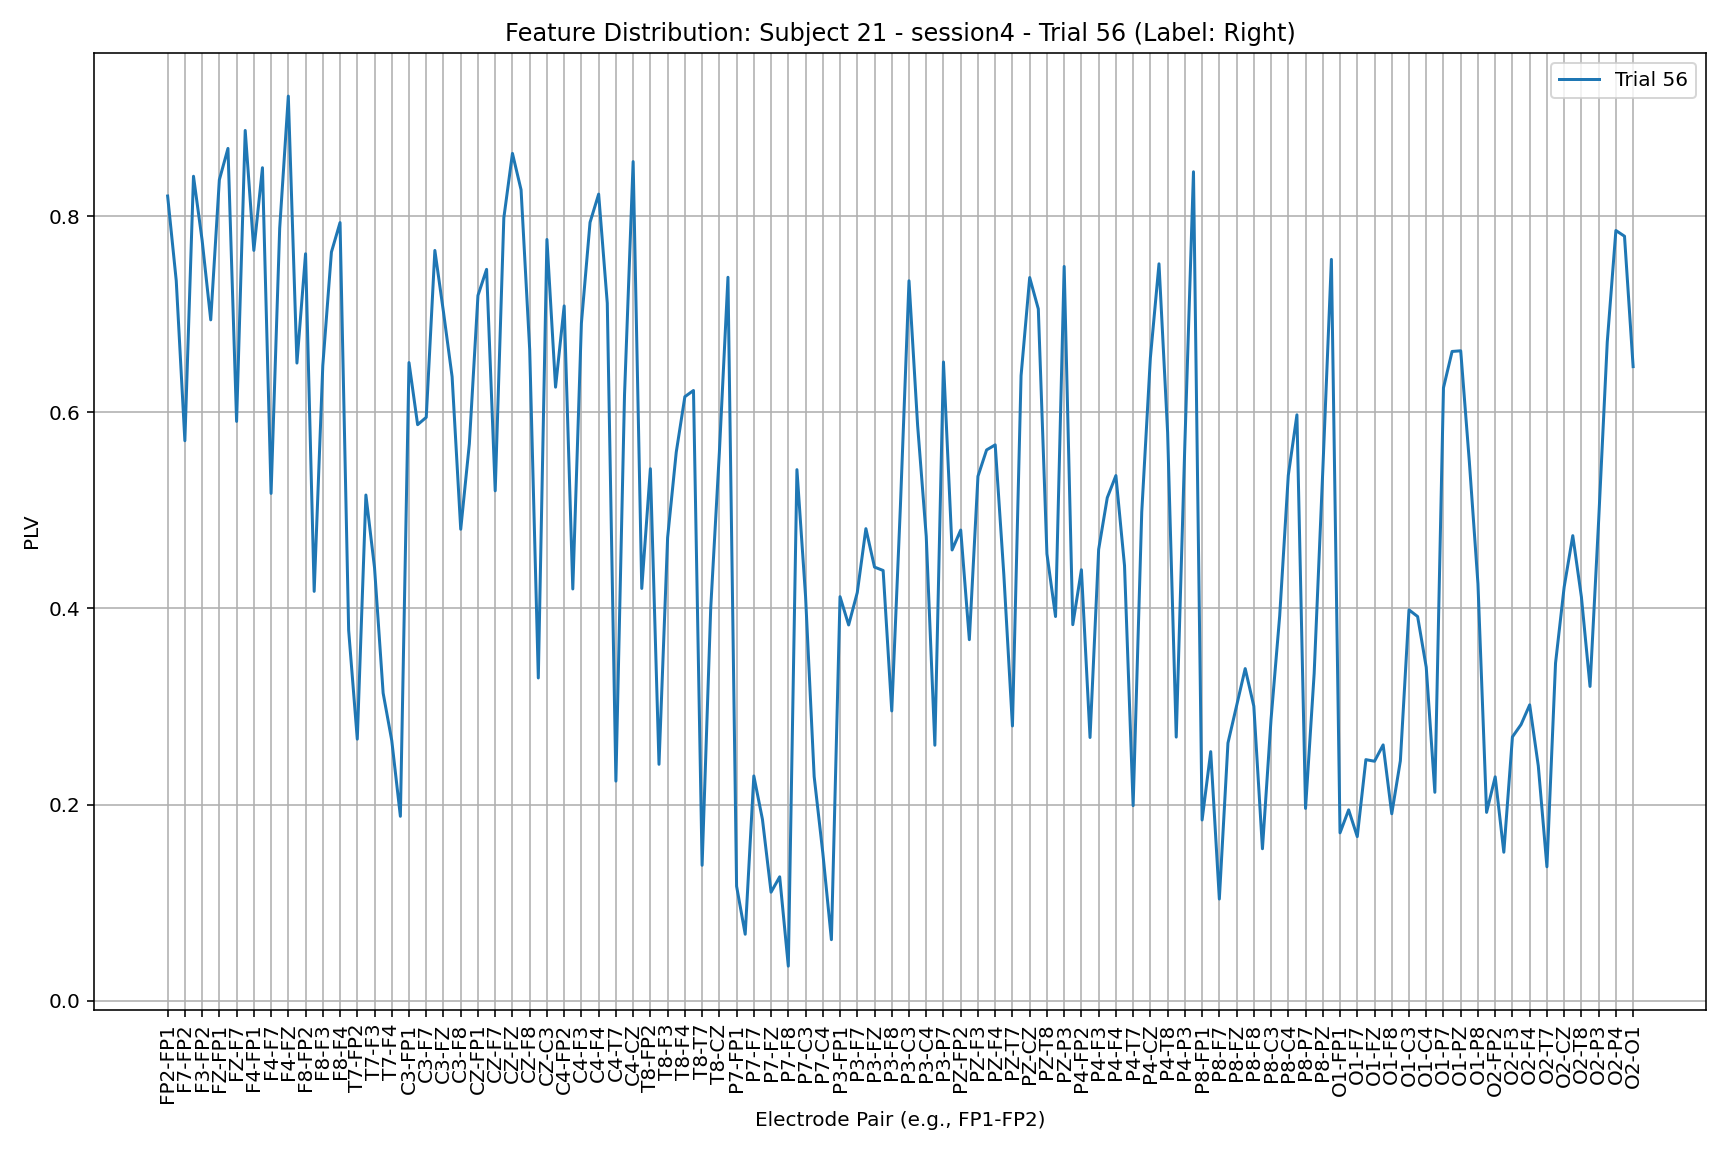 Feature Distribution: Subject 21 - session4 - Trial 56 (Label: Right)
Trial 56
PLV
0.8
0.6
0.4
0.2
0.0
FP2-FP1
F7-FP2
F3-FP2
FZ-FP1
FZ-F7
F4-FP1
F4-F7
F4-FZ
F8-FP2
F8-F3
F8-F4
T7-FP2
T7-F3
T7-F4
C3-FP1
C3-F7
C3-FZ
C3-F8
CZ-FP1
CZ-F7
CZ-FZ
CZ-F8
CZ-C3
C4-FP2
C4-F3
C4-F4
C4-T7
C4-CZ
T8-FP2
T8-F3
T8-F4
T8-T7
T8-CZ
P7-FP1
P7-F7
P7-FZ
P7-F8
P7-C3
P7-C4
P3-FP1
P3-F7
P3-FZ
P3-F8
P3-C3
P3-C4
P3-P7
PZ-FP2
PZ-F3
PZ-F4
PZ-T7
PZ-CZ
PZ-T8
PZ-P3
P4-FP2
P4-F3
P4-F4
P4-T7
P4-CZ
P4-T8
P4-P3
P8-FP1
P8-F7
P8-FZ
P8-F8
P8-C3
P8-C4
P8-P7
P8-PZ
O1-FP1
O1-F7
O1-FZ
O1-F8
O1-C3
O1-C4
O1-P7
O1-PZ
O1-P8
O2-FP2
O2-F3
O2-F4
O2-T7
O2-CZ
O2-T8
O2-P3
O2-P4
O2-O1
Electrode Pair (e.g., FP1-FP2)